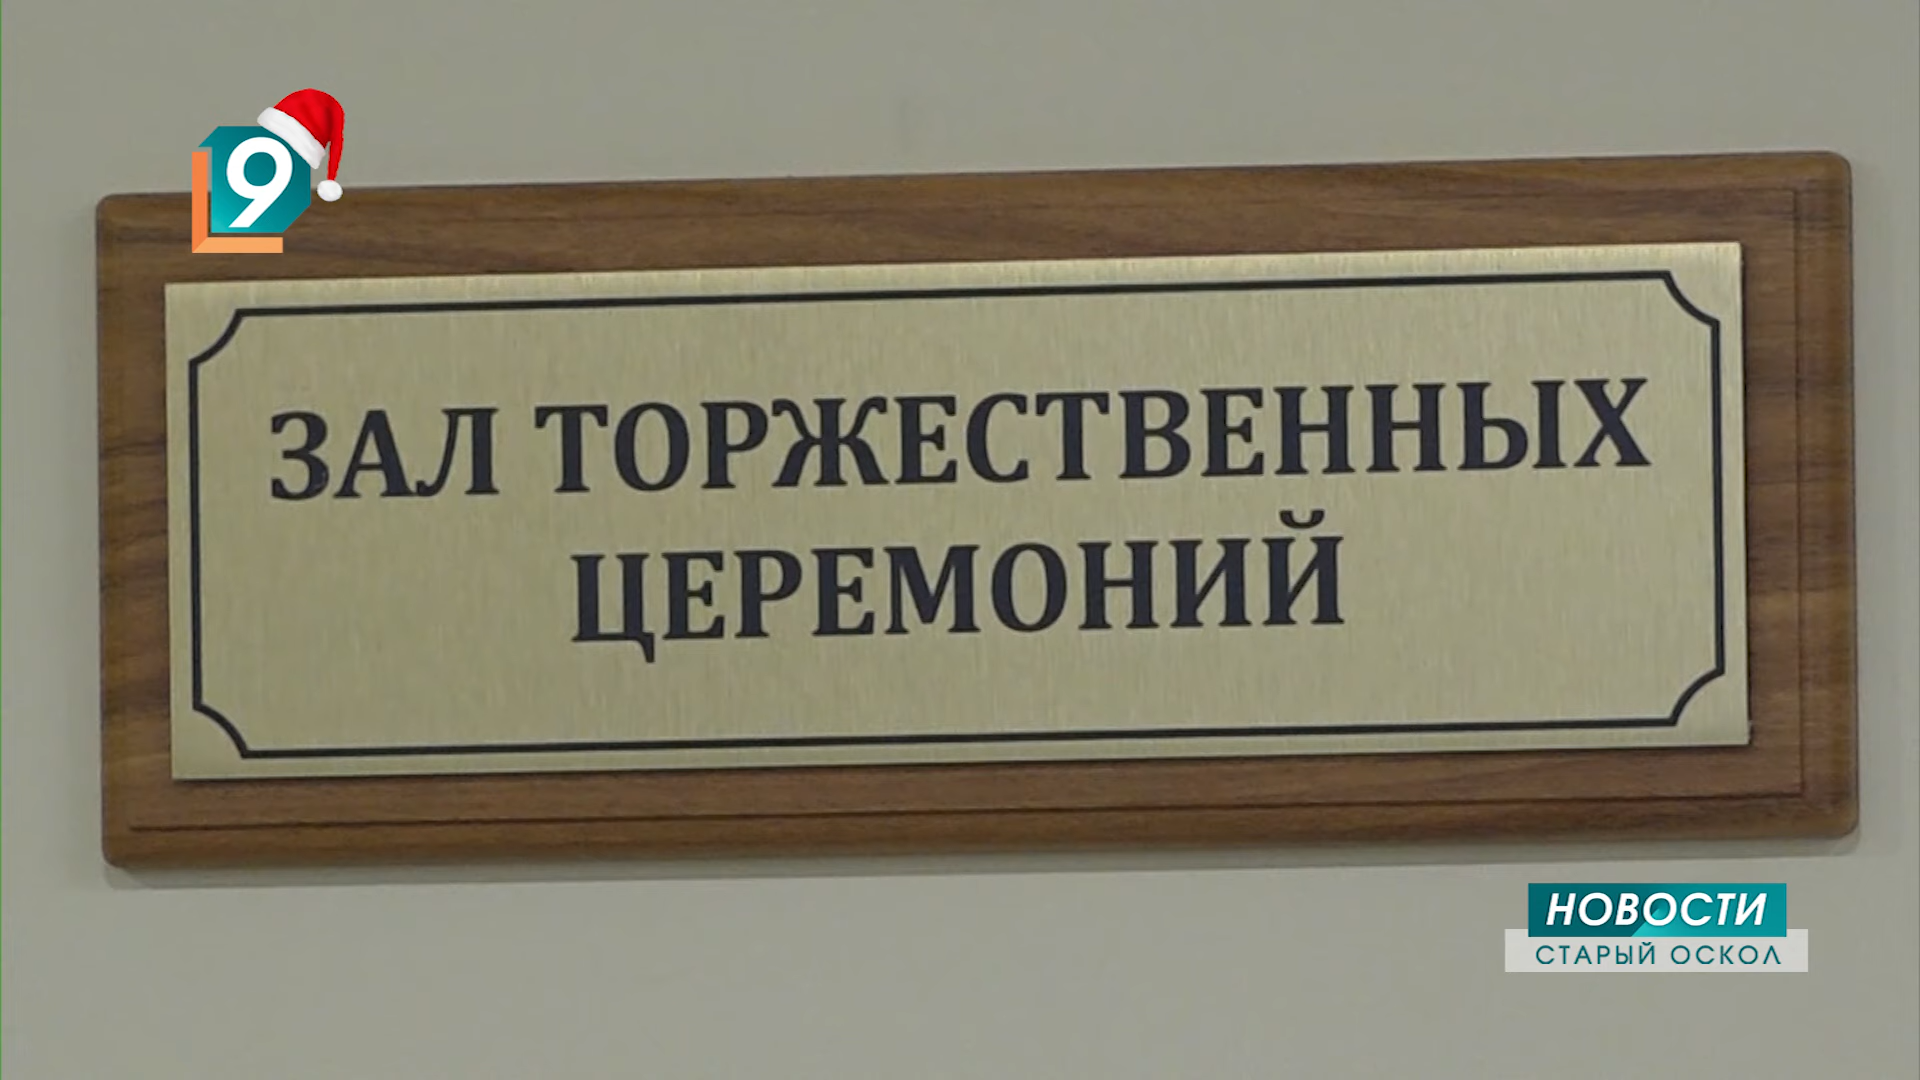 9
ЗАЛ ТОРЖЕСТВЕННЫХ
ЦЕРЕМОНИЙ
НОВОСТИ
СТАРЫЙ ОСКОЛ